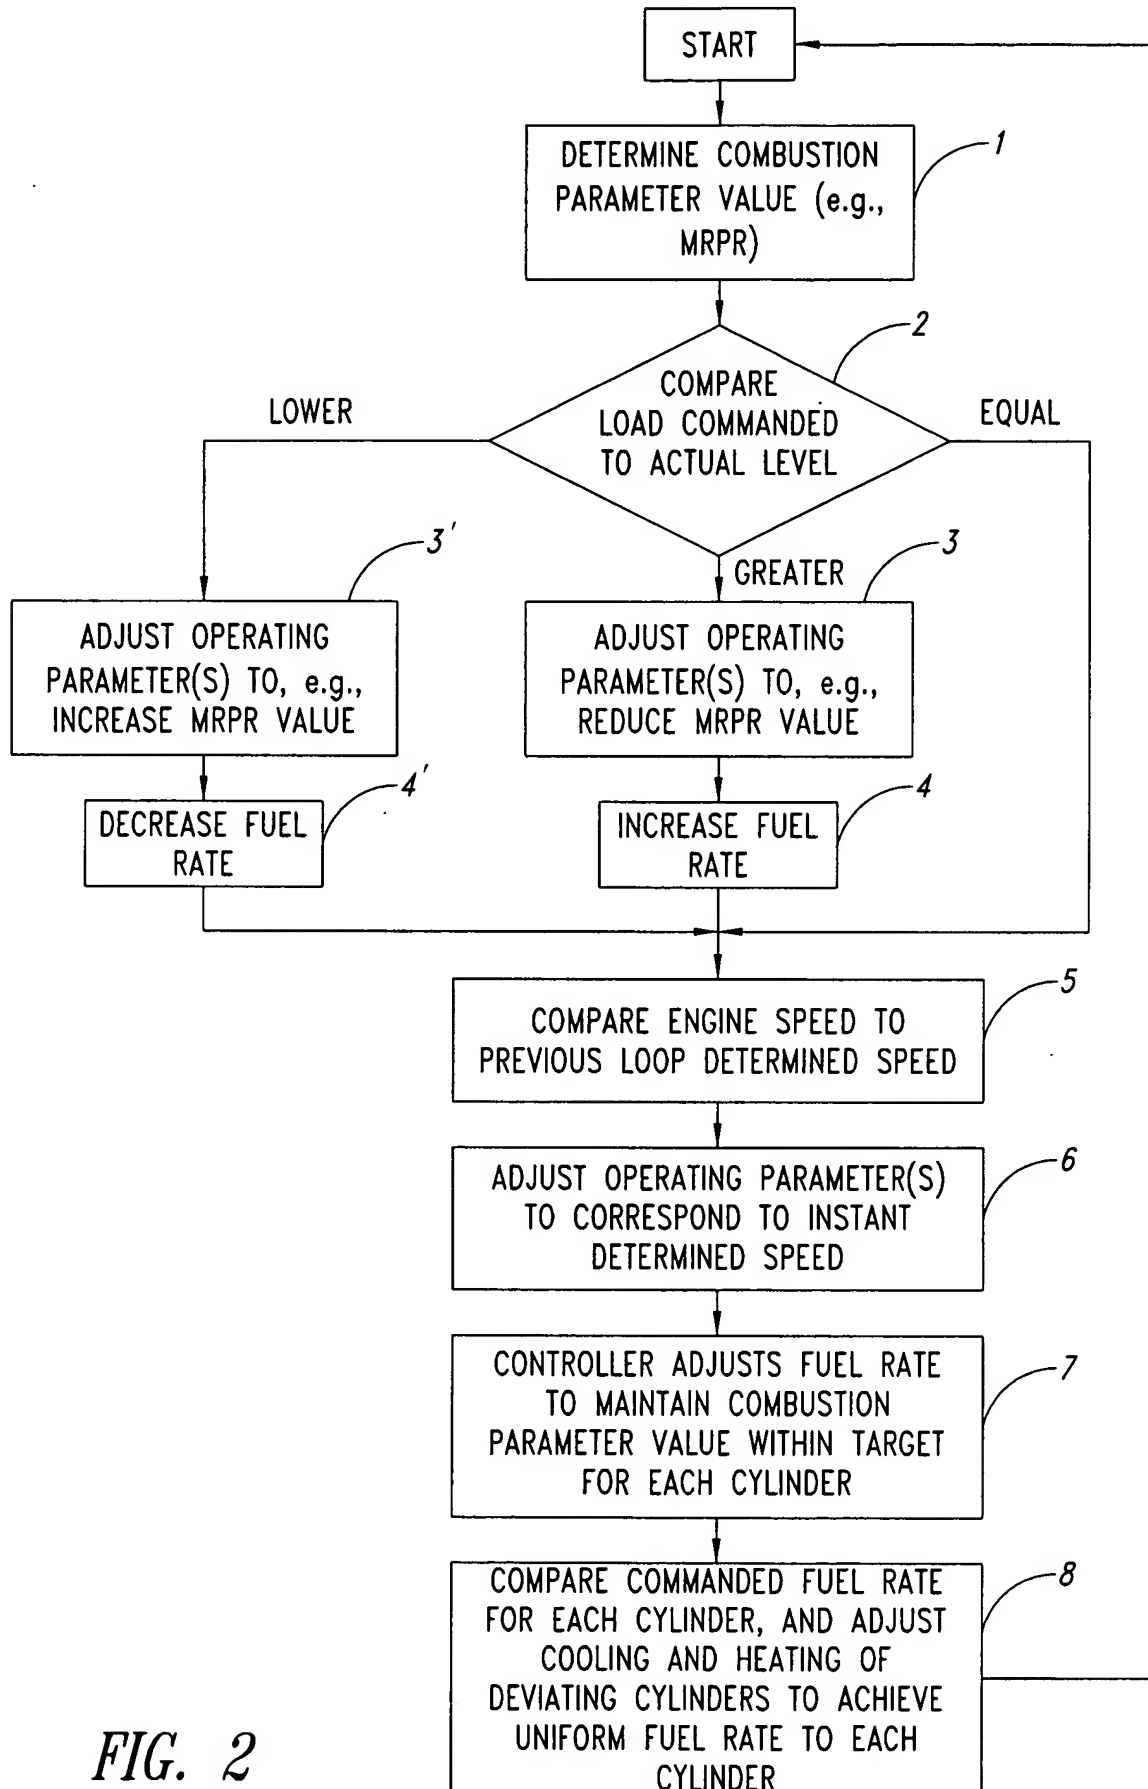 START
DETERMINE COMBUSTION
PARAMETER VALUE (e.g.,
MRPR)
1
COMPARE
LOAD COMMANDED
TO ACTUAL LEVEL
2
LOWER
EQUAL
GREATER
3'
ADJUST OPERATING
PARAMETER(S) TO, e.g.,
INCREASE MRPR VALUE
3
ADJUST OPERATING
PARAMETER(S) TO, e.g.,
REDUCE MRPR VALUE
4'
DECREASE FUEL
RATE
4
INCREASE FUEL
RATE
5
COMPARE ENGINE SPEED TO
PREVIOUS LOOP DETERMINED SPEED
6
ADJUST OPERATING PARAMETER(S)
TO CORRESPOND TO INSTANT
DETERMINED SPEED
7
CONTROLLER ADJUSTS FUEL RATE
TO MAINTAIN COMBUSTION
PARAMETER VALUE WITHIN TARGET
FOR EACH CYLINDER
8
COMPARE COMMANDED FUEL RATE
FOR EACH CYLINDER, AND ADJUST
COOLING AND HEATING OF
DEVIATING CYLINDERS TO ACHIEVE
UNIFORM FUEL RATE TO EACH
CYLINDER
FIG. 2